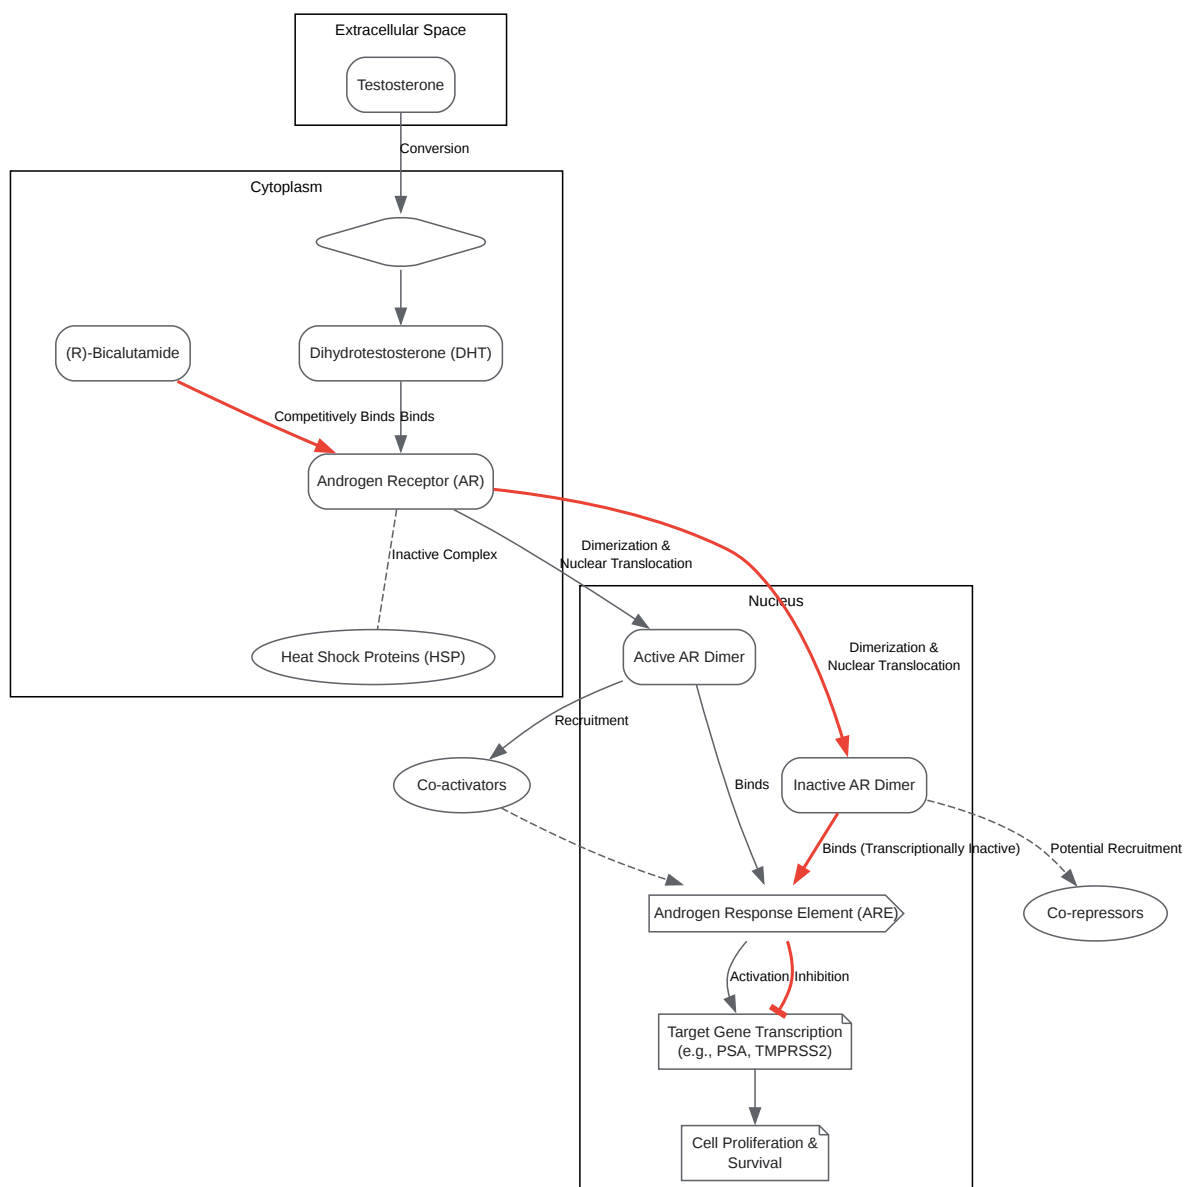 Extracellular Space
Testosterone
Conversion
Cytoplasm
(R)-Bicalutamide
Dihydrotestosterone (DHT)
Competitively Binds
Binds
Androgen Receptor (AR)
Inactive Complex
Dimerization &
Nuclear Translocation
Nucleus
Heat Shock Proteins (HSP)
Active AR Dimer
Dimerization &
Nuclear Translocation
Recruitment
Co-activators
Binds
Inactive AR Dimer
Binds (Transcriptionally Inactive)
Potential Recruitment
Androgen Response Element (ARE)
Co-repressors
Activation
Inhibition
Target Gene Transcription
(e.g., PSA, TMPRSS2)
Cell Proliferation &
Survival